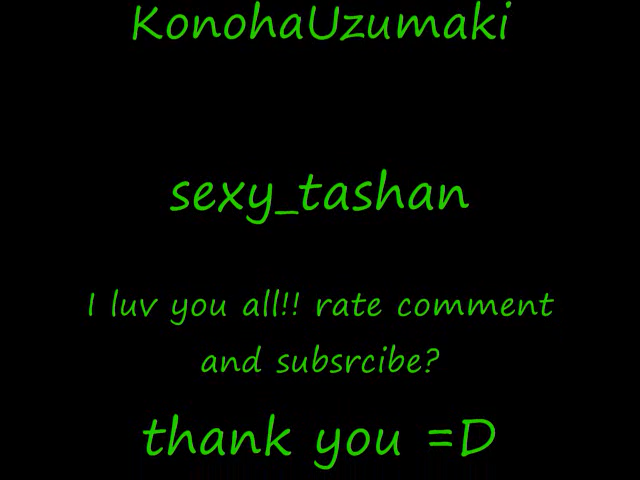 KonohaUzumaki
sexy_tashan
I luv you all!! rate comment
and subsrcibe?
thank you =D